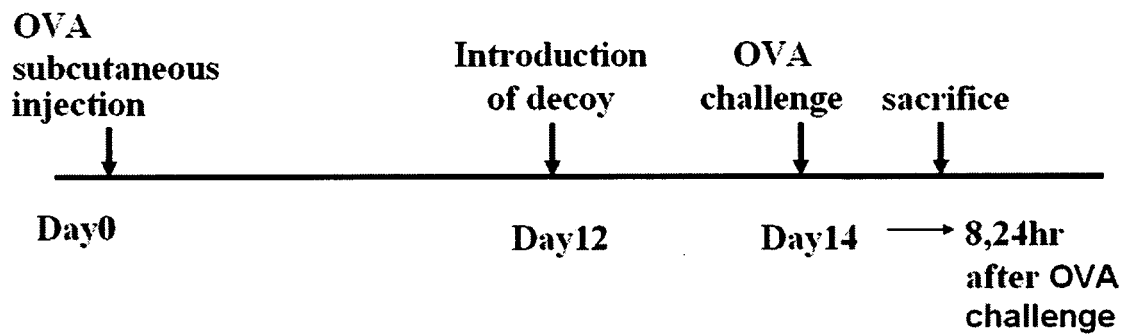 OVA
subcutaneous
injection
Introduction
of decoy
OVA
challenge
sacrifice
Day0
Day12
Day14
8,24hr
after OVA
challenge